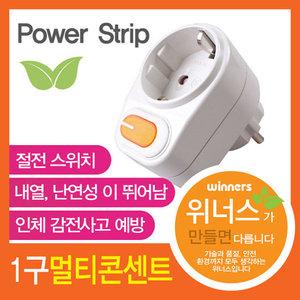 Power Strip
절전 스위치
내열, 난연성 이 뛰어남
인체 감전사고 예방
1구멀티콘센트
winners
위너스가
만들면
다릅니다
기술과 품질, 안전
환경까지 모두 생각하는
위너스입니다